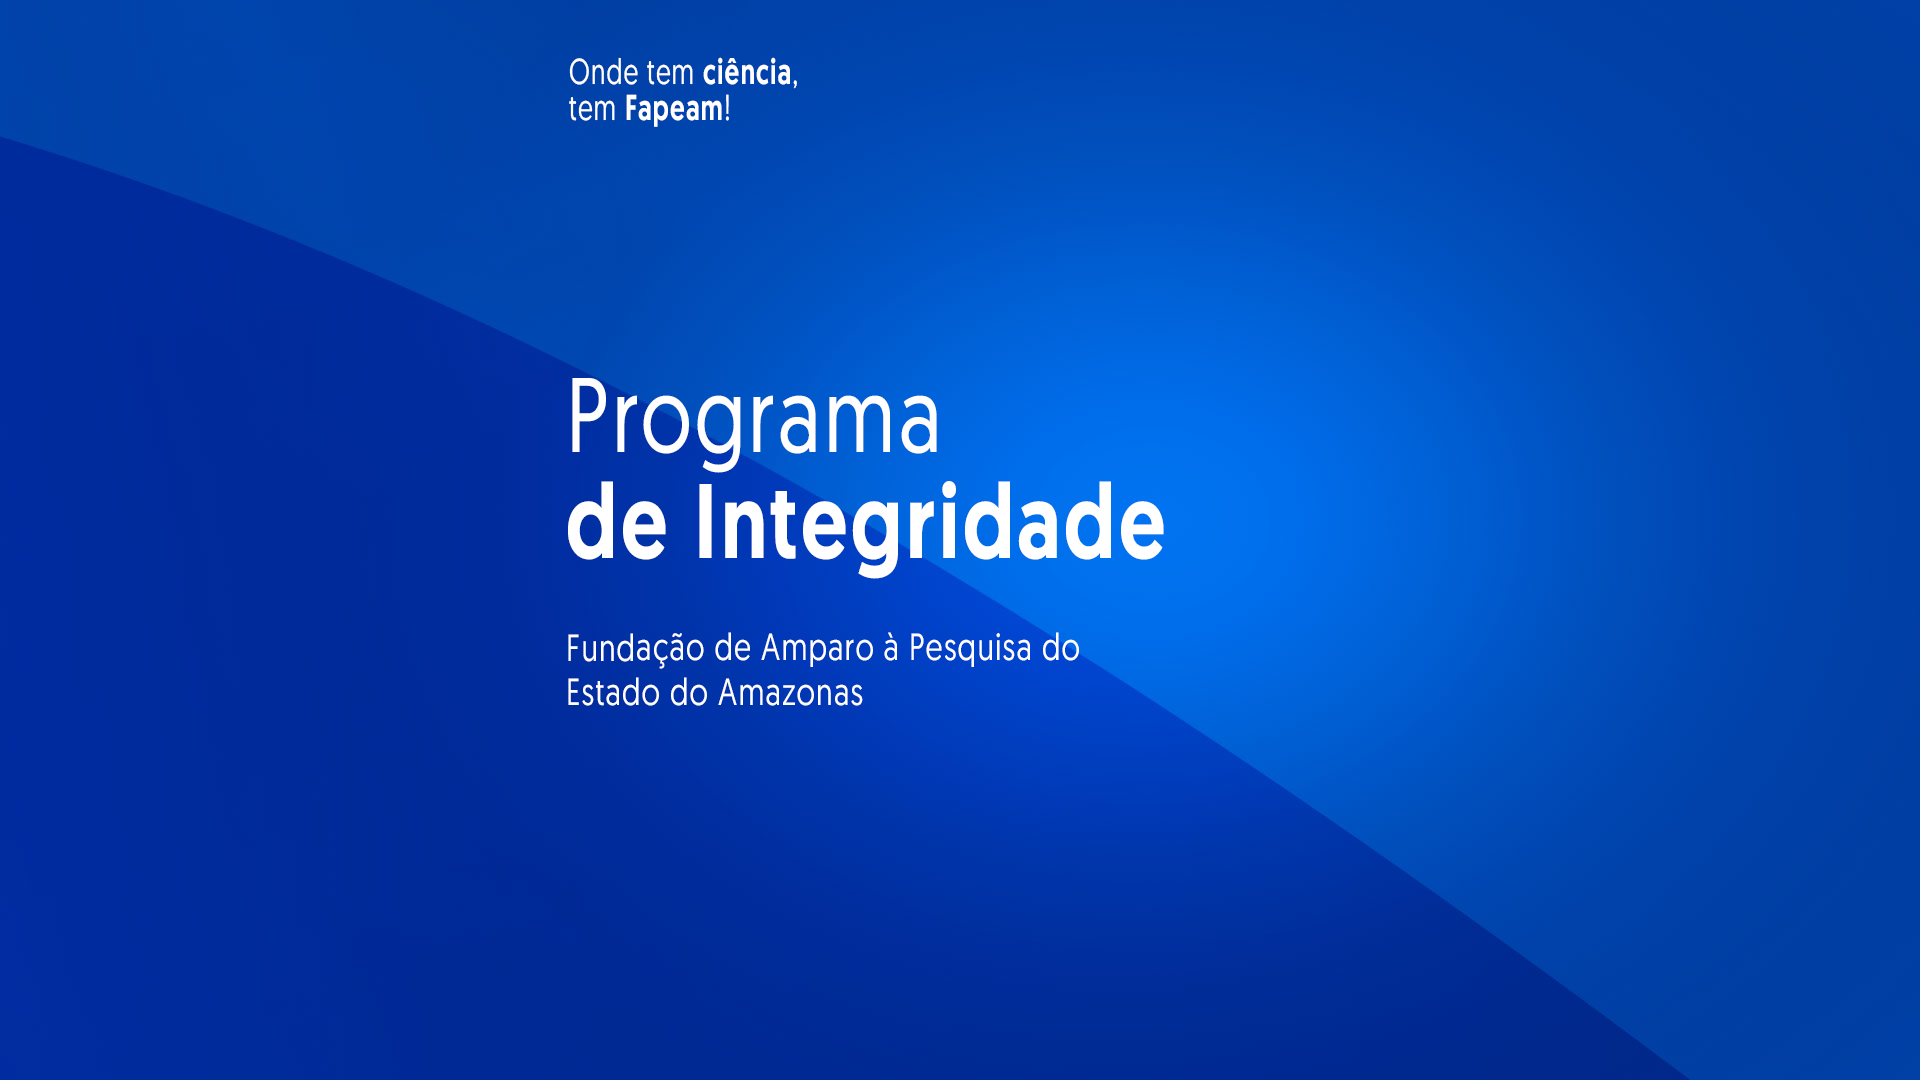 Onde tem ciência,
tem Fapeam!
Programa
de Integridade
Fundação de Amparo à Pesquisa do
Estado do Amazonas